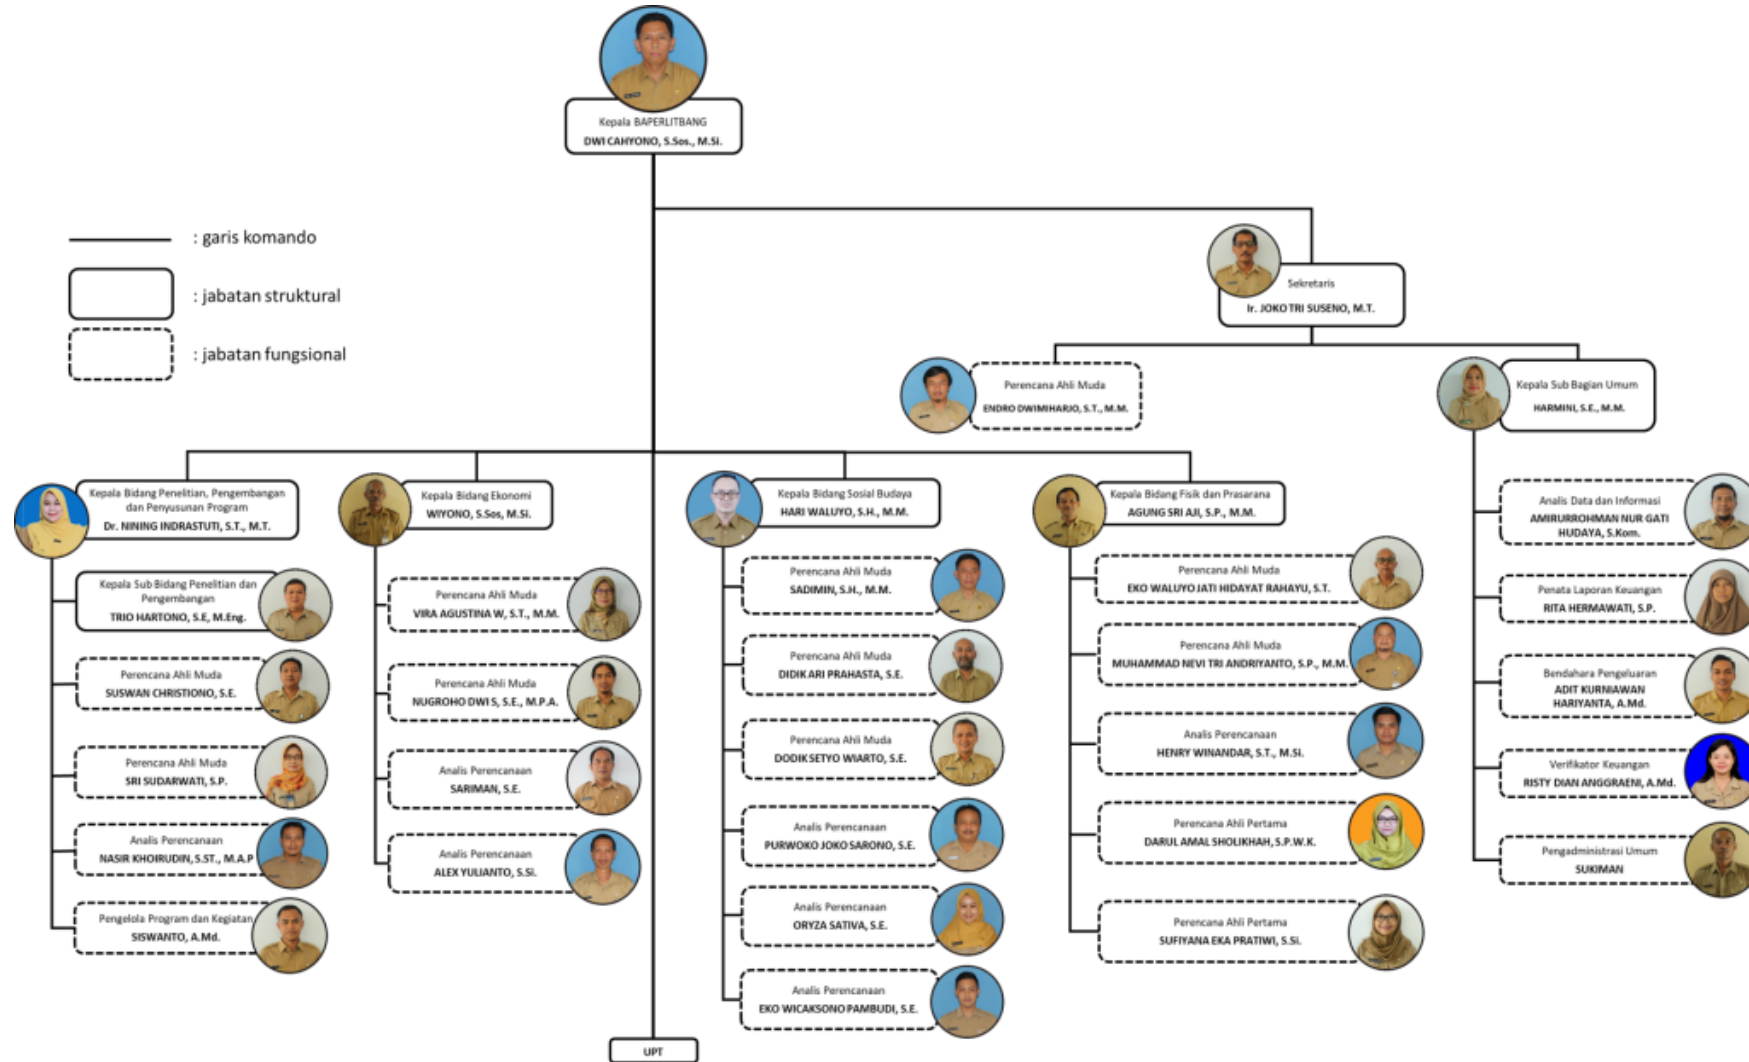 Kepala BAPERLITBANG
DWI CAHYONO, S.Sos., M.Si.
: garis komando
: jabatan struktural
: jabatan fungsional
Sekretaris
Ir. JOKO TRI SUSENO, M.T.
Perencana Ahli Muda
ENDRO DWIMIHARJO, S.T., M.M.
Kepala Sub Bagian Umum
HARMINI, S.E., M.M.
Kepala Bidang Penelitian, Pengembangan
dan Penyusunan Program
Dr. NINING INDRASTUTI, S.T., M.T.
Kepala Sub Bidang Penelitian dan
Pengembangan
TRIO HARTONO, S.E, M.Eng.
Perencana Ahli Muda
SUSWAN CHRISTIONO, S.E.
Perencana Ahli Muda
SRI SUDARWATI, S.P.
Analis Perencanaan
NASIR KHOIRUDIN, S.ST., M.A.P
Pengelola Program dan Kegiatan
SISWANTO, A.Md.
Kepala Bidang Ekonomi
WIYONO, S.Sos, M.Si.
Perencana Ahli Muda
VIRA AGUSTINA W, S.T., M.M.
Perencana Ahli Muda
NUGROHO DWI S, S.E., M.P.A.
Analis Perencanaan
SARIMAN, S.E.
Analis Perencanaan
ALEX YULIANTO, S.Si.
Kepala Bidang Sosial Budaya
HARI WALUYO, S.H., M.M.
Perencana Ahli Muda
SADIMIN, S.H., M.M.
Perencana Ahli Muda
DIDIK ARI PRAHASTA, S.E.
Perencana Ahli Muda
DODIK SETYO WIARTO, S.E.
Analis Perencanaan
PURWOKO JOKO SARONO, S.E.
Analis Perencanaan
ORYZA SATIVA, S.E.
Analis Perencanaan
EKO WICAKSONO PAMBUDI, S.E.
Kepala Bidang Fisik dan Prasarana
AGUNG SRI AJI, S.P., M.M.
Perencana Ahli Muda
EKO WALUYO JATI HIDAYAT RAHAYU, S.T.
Perencana Ahli Muda
MUHAMMAD NEVI TRI ANDRIYANTO, S.P., M.M.
Analis Perencanaan
HENRY WINANDAR, S.T., M.Si.
Perencana Ahli Pertama
DARUL AMAL SHOLIKHAH, S.P.W.K.
Perencana Ahli Pertama
SUFIYANA EKA PRATIWI, S.Si.
Analis Data dan Informasi
AMIRURROHMAN NUR GATI
HUDAYA, S.Kom.
Penata Laporan Keuangan
RITA HERMAWATI, S.P.
Bendahara Pengeluaran
ADIT KURNIAWAN
HARIYANTA, A.Md.
Verifikator Keuangan
RISTY DIAN ANGGRAENI, A.Md.
Pengadministrasi Umum
SUKIMAN
UPT